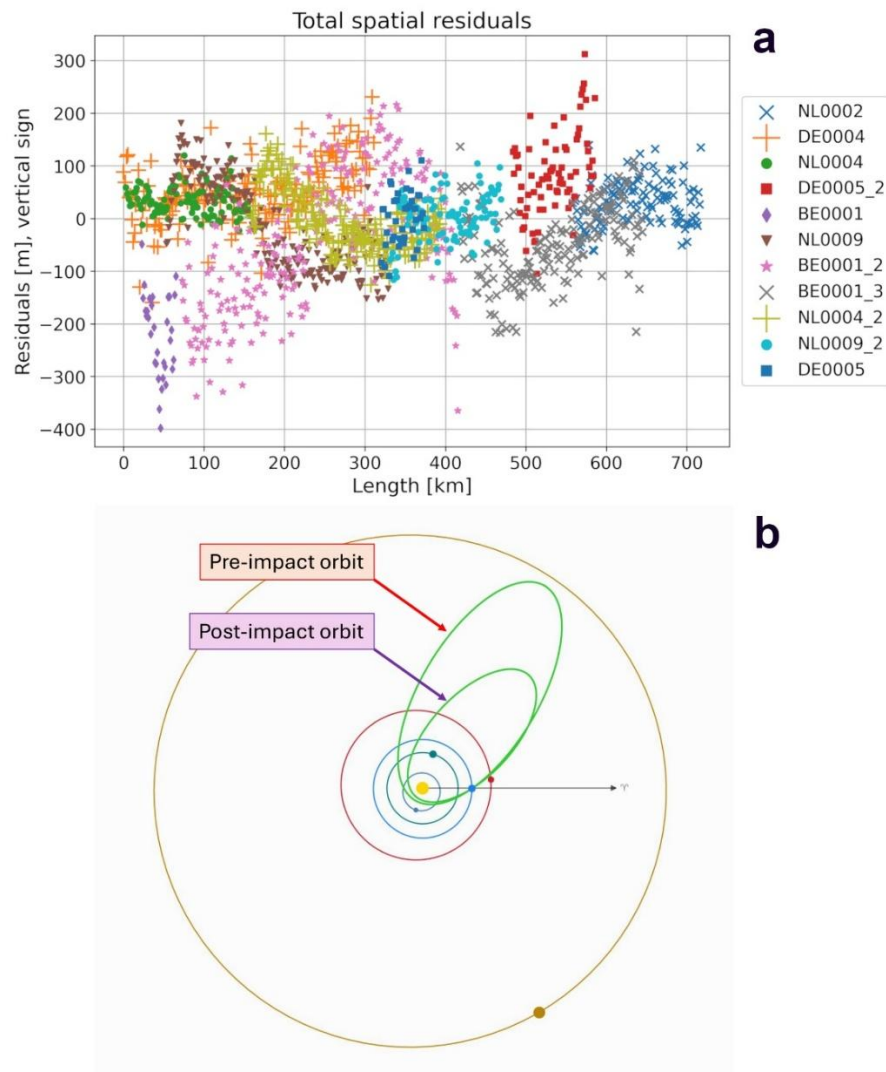 Total spatial residuals
a
Residuals [m], vertical sign
300
200
100
0
−100
−200
−300
−400
0 100 200 300 400 500 600 700
Length [km]
NL0002
DE0004
NL0004
DE0005_2
BE0001
NL0009
BE0001_2
BE0001_3
NL0004_2
NL0009_2
DE0005
b
Pre-impact orbit
Post-impact orbit
♈